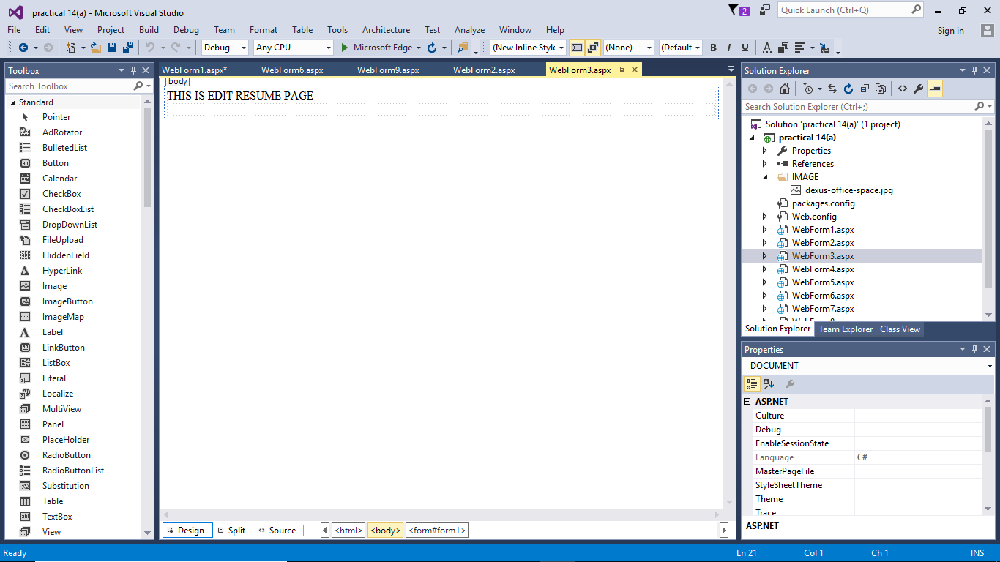 practical 14(a) - Microsoft Visual Studio
2
Quick Launch (Ctrl+Q)
File Edit View Project Build Debug Team Format Table Tools Architecture Test Analyze Window Help
Sign in
Debug Any CPU Microsoft Edge (New Inline Style (None) (Default B I U A
Toolbox
Search Toolbox
Standard
Pointer
AdRotator
BulletedList
Button
Calendar
CheckBox
CheckBoxList
DropDownList
FileUpload
HiddenField
HyperLink
Image
ImageButton
ImageMap
Label
LinkButton
ListBox
Literal
Localize
MultiView
Panel
PlaceHolder
RadioButton
RadioButtonList
Substitution
Table
TextBox
View
WebForm1.aspx* WebForm6.aspx WebForm9.aspx WebForm2.aspx WebForm3.aspx
body
THIS IS EDIT RESUME PAGE
Design Split Source <html> <body> <form#form1>
Solution Explorer
Search Solution Explorer (Ctrl+;)
Solution 'practical 14(a)' (1 project)
practical 14(a)
Properties
References
IMAGE
dexus-office-space.jpg
packages.config
Web.config
WebForm1.aspx
WebForm2.aspx
WebForm3.aspx
WebForm4.aspx
WebForm5.aspx
WebForm6.aspx
WebForm7.aspx
WebForm8.aspx
Solution Explorer Team Explorer Class View
Properties
DOCUMENT
ASP.NET
Culture
Debug
EnableSessionState
Language C#
MasterPageFile
StyleSheetTheme
Theme
Trace
ASP.NET
Ready Ln 21 Col 1 Ch 1 INS